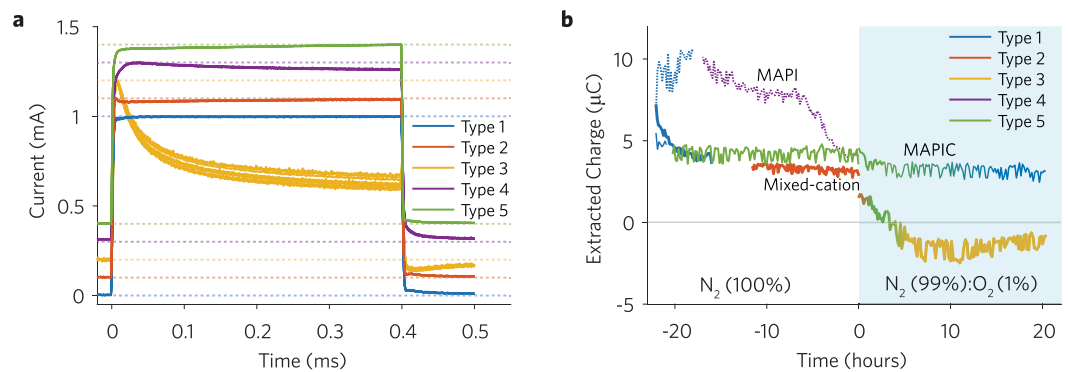 a
1.5
1
0.5
0
Current (mA)
Type 1
Type 2
Type 3
Type 4
Type 5
0
0.1
0.2
0.3
0.4
0.5
Time (ms)
b
10
5
0
-5
Extracted Charge (μC)
Type 1
Type 2
Type 3
Type 4
Type 5
MAPI
MAPIC
Mixed-cation
N₂ (100%)
N₂ (99%):O₂ (1%)
-20
-10
0
10
20
Time (hours)